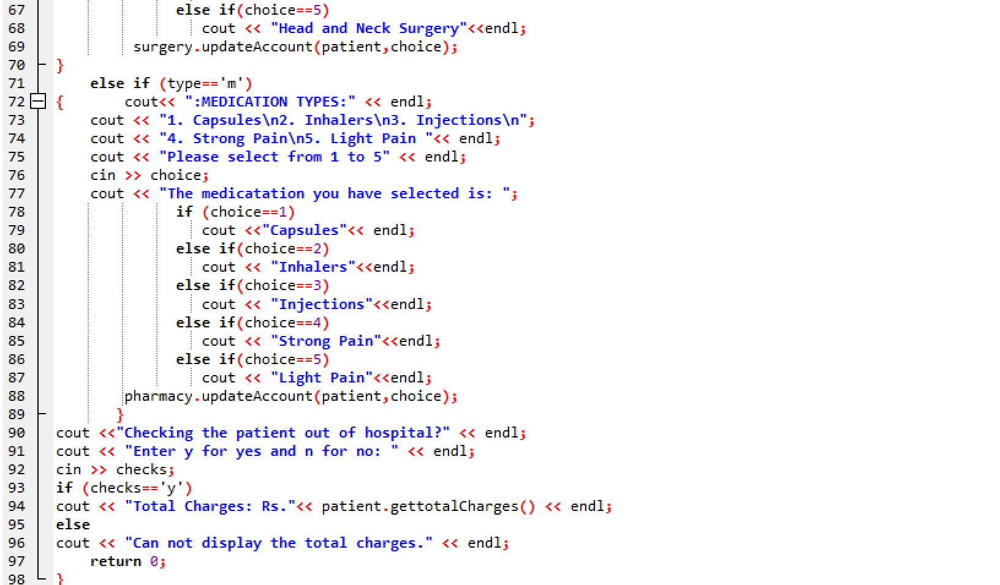 67 else if(choice==5)
68 cout << "Head and Neck Surgery"<<endl;
69 surgery.updateAccount(patient,choice);
70 }
71 else if (type=='m')
72 { cout<< ":MEDICATION TYPES:" << endl;
73 cout << "1. Capsules\n2. Inhalers\n3. Injections\n";
74 cout << "4. Strong Pain\n5. Light Pain "<< endl;
75 cout << "Please select from 1 to 5" << endl;
76 cin >> choice;
77 cout << "The medicatation you have selected is: ";
78 if (choice==1)
79 cout <<"Capsules"<< endl;
80 else if(choice==2)
81 cout << "Inhalers"<<endl;
82 else if(choice==3)
83 cout << "Injections"<<endl;
84 else if(choice==4)
85 cout << "Strong Pain"<<endl;
86 else if(choice==5)
87 cout << "Light Pain"<<endl;
88 pharmacy.updateAccount(patient,choice);
89 }
90 cout <<"Checking the patient out of hospital?" << endl;
91 cout << "Enter y for yes and n for no: " << endl;
92 cin >> checks;
93 if (checks=='y')
94 cout << "Total Charges: Rs."<< patient.gettotalCharges() << endl;
95 else
96 cout << "Can not display the total charges." << endl;
97 return 0;
98 }